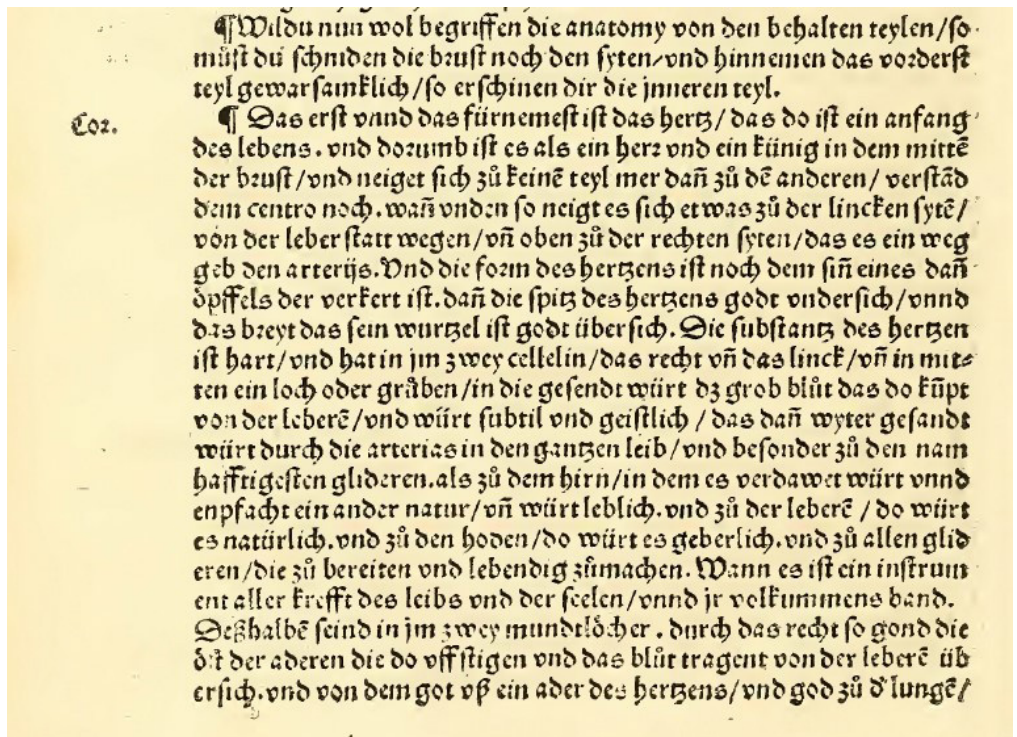 ¶Wildu nun wol begriffen die anatomy von den behalten teylen/so
můst du schniden die brust noch den syten/vnd hinnemen das vorderst
teyl gewarsamklich/so erschinen dir die jnneren teyl.
Cor.
¶ Das erst vnnd das fürnemest ist das hertz/ das do ist ein anfang
des lebens. vnd dorumb ist es als ein herr vnd ein künig in dem mittē
der brust/vnd neiget sich zů keinē teyl mer dañ zů dē anderen/ verstād
dem centro noch. wañ vnden so neigt es sich etwas zů der lincken sytē/
von der leber statt wegen/vñ oben zů der rechten syten/das es ein weg
geb den arterijs. Vnd die form des hertzens ist noch dem siñ eines dañ
öpffels der verkert ist. dañ die spitz des hertzens godt vndersich/vnnd
das breyt das sein wurtzel ist godt übersich. Die substantz des hertzen
ist hart/vnd hat in jm zwey cellelin/das recht vñ das linck/vñ in mit⸗
ten ein loch oder grůben/in die gesendt würt dz grob blůt das do kūpt
von der leberē/vnd würt subtil vnd geistlich / das dañ wyter gesandt
würt durch die arterias in den gantzen leib/vnd besonder zů den nam
hafftigesten glideren. als zů dem hirn/in dem es verdawet würt vnnd
enpfacht ein ander natur/vñ würt leblich. vnd zů der leberē / do würt
es natürlich. vnd zů den hoden/do würt es geberlich. vnd zů allen glid
eren/die zů bereiten vnd lebendig zůmachen. Wann es ist ein instrum
ent aller krefft des leibs vnd der seelen/vnnd jr volkummens band.
Deßhalbē seind in jm zwey mundtlöcher . durch das recht so gond die
öst der aderen die do vff stigen vnd das blůt tragent von der leberē üb
ersich. vnd von dem got vß ein ader des hertzens/vnd god zů d' lungē/